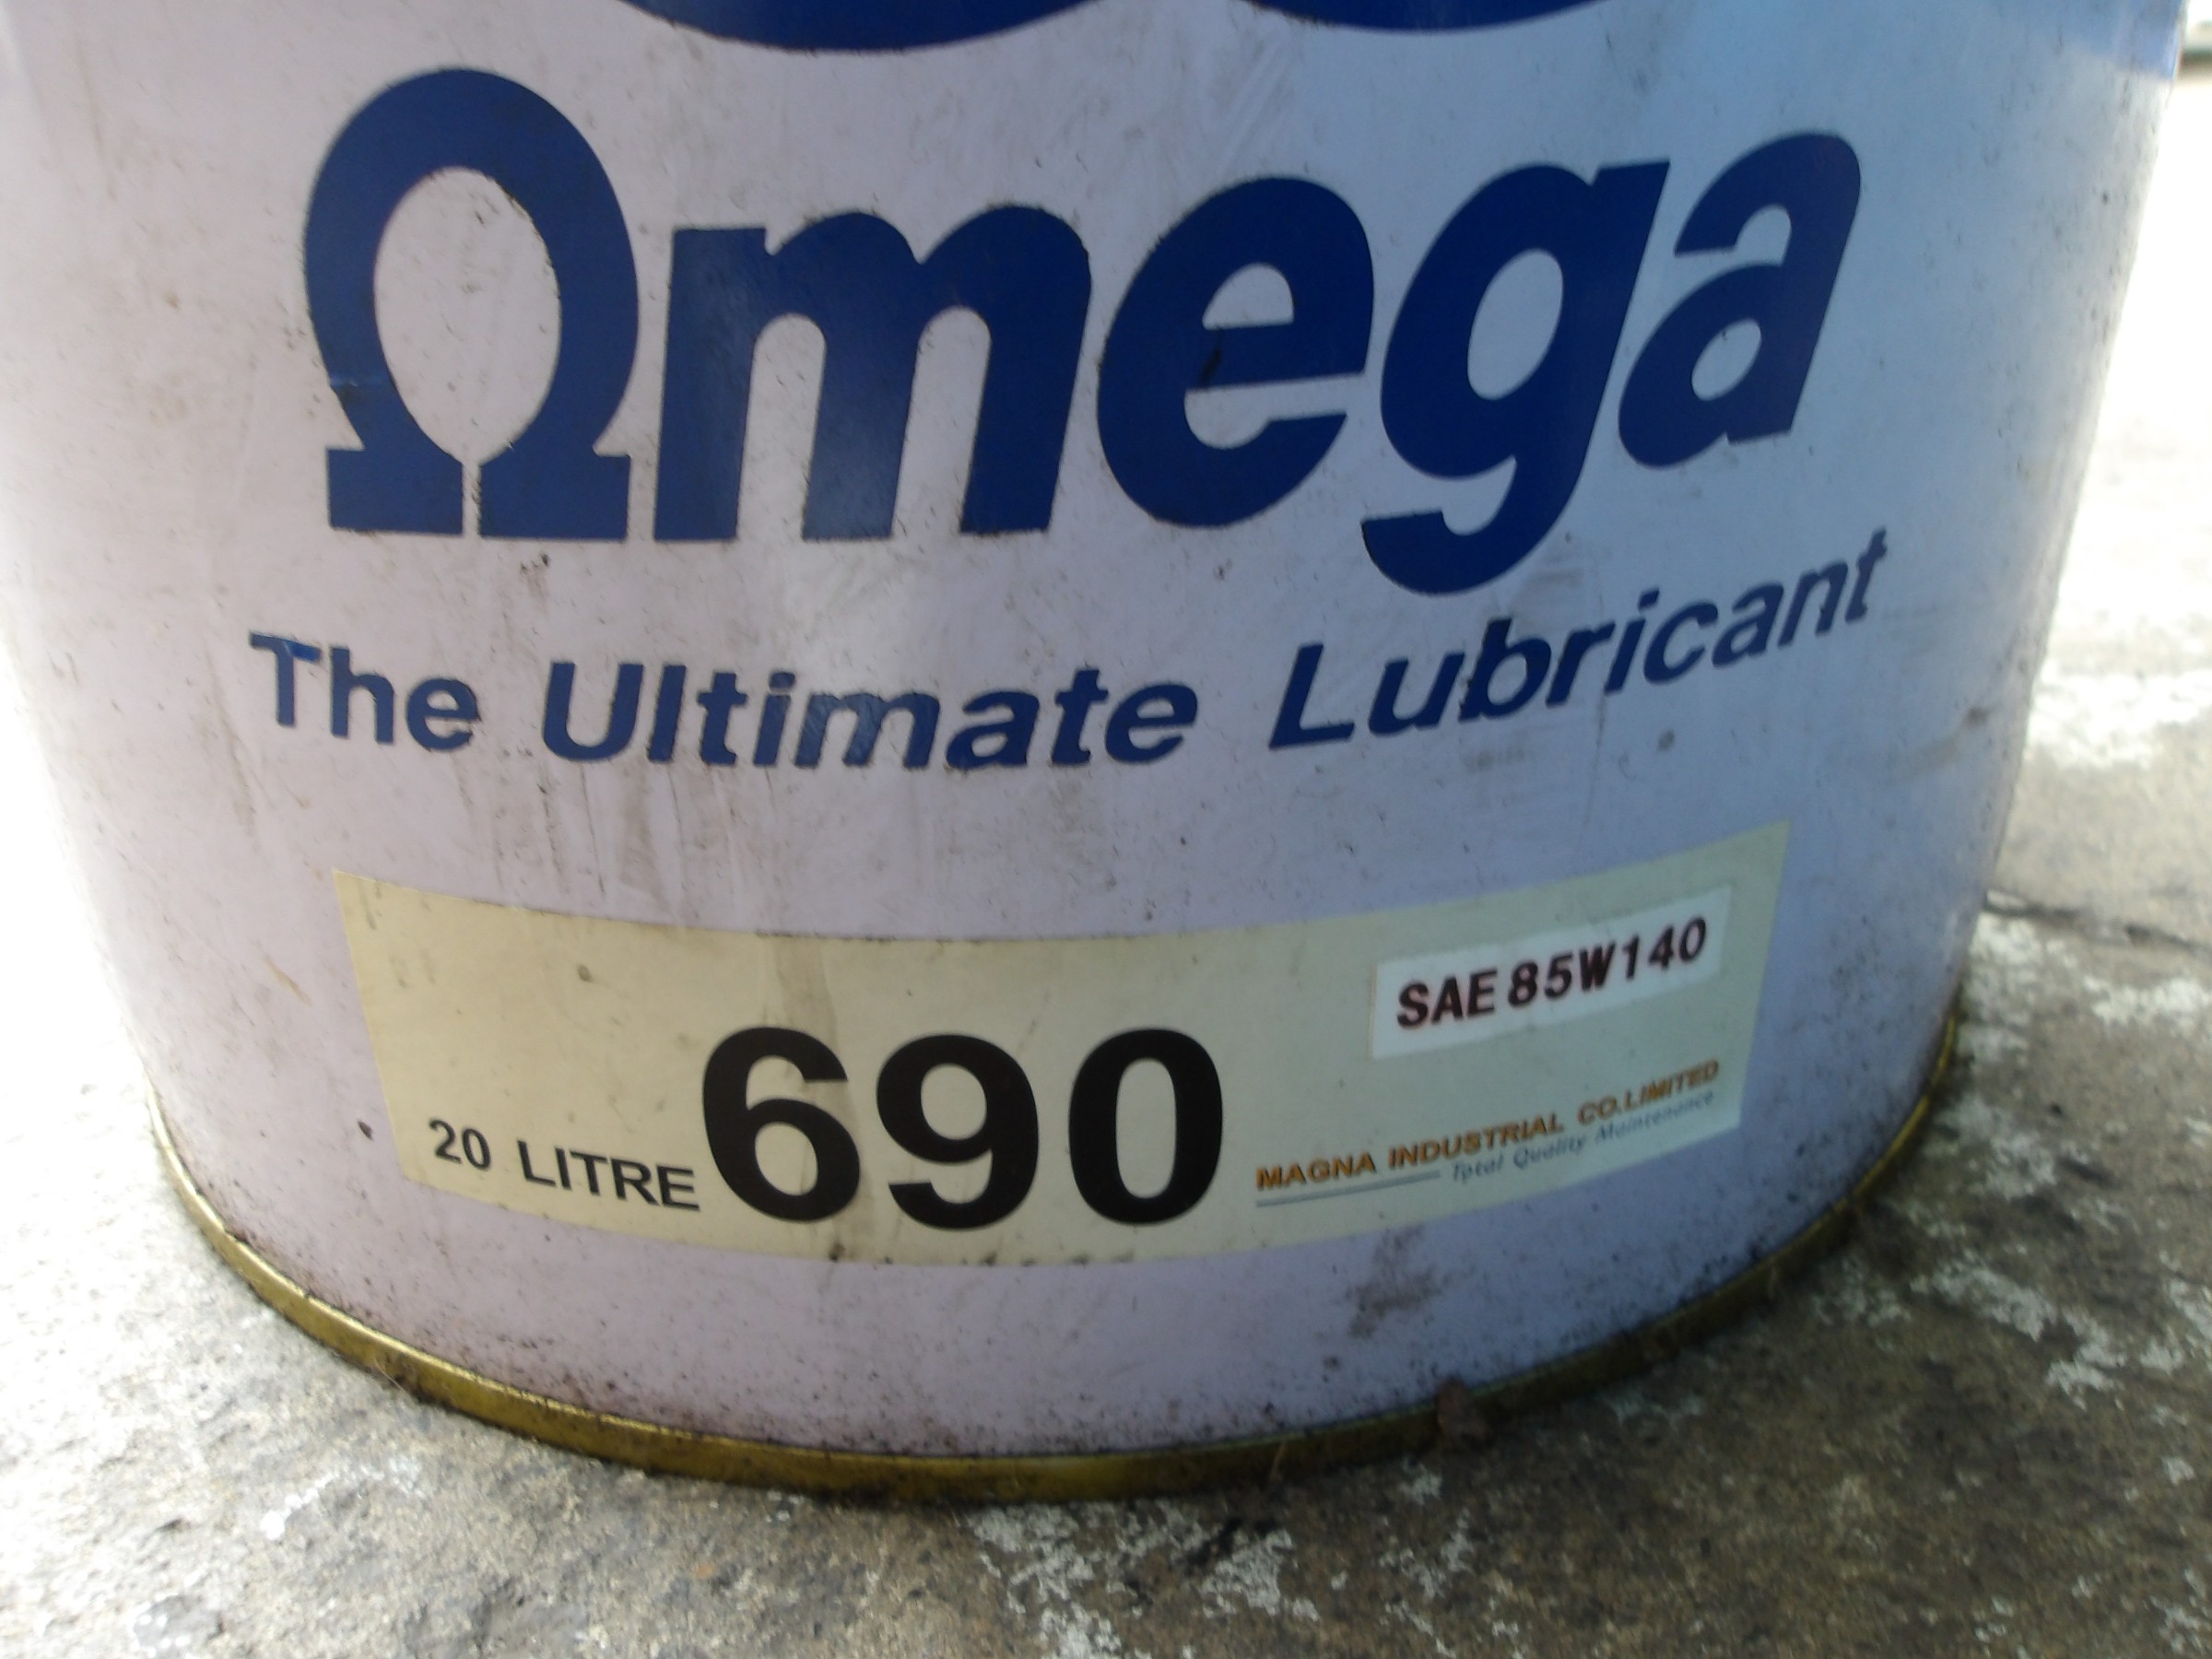 Ωmega
The Ultimate Lubricant
SAE 85W140
20 LITRE 690
MAGNA INDUSTRIAL CO.LIMITED
Total Quality Maintenance